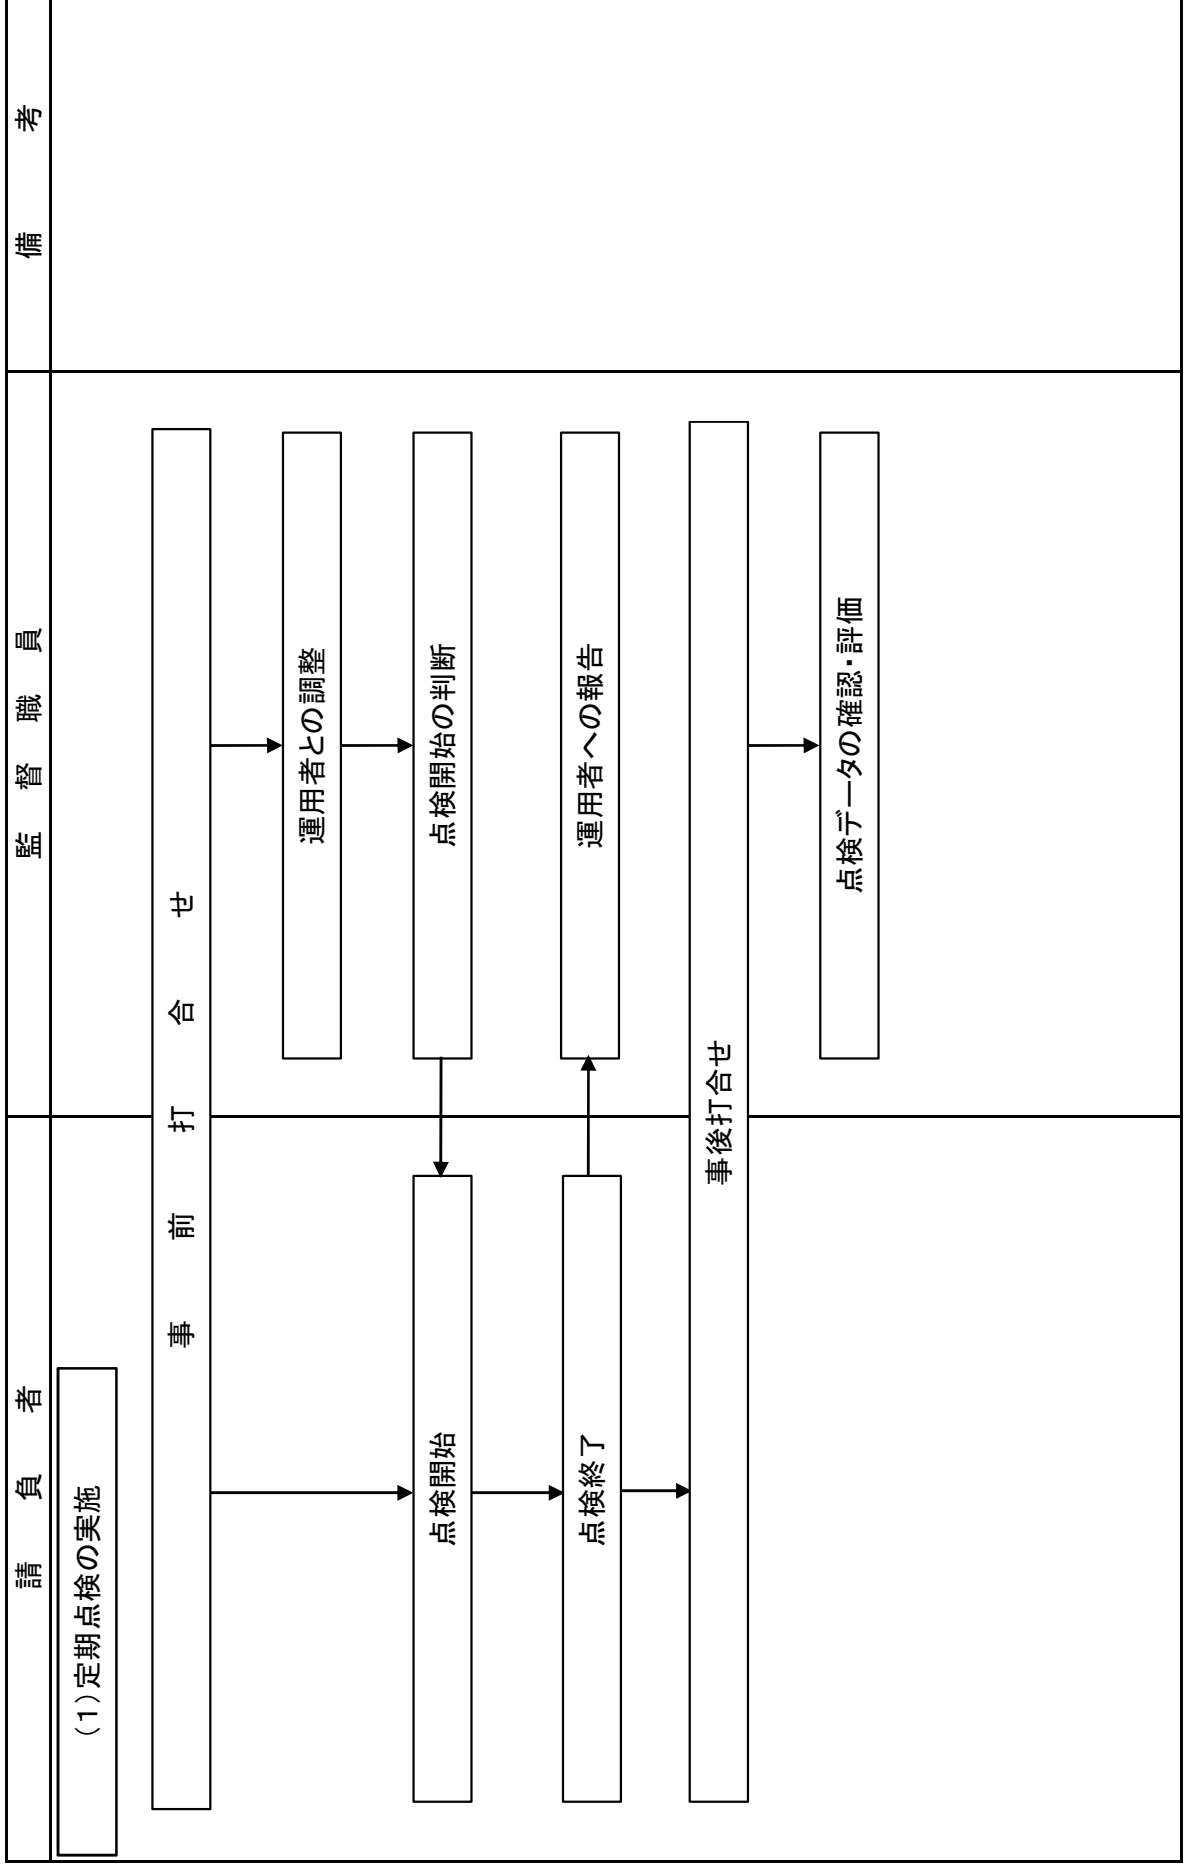 請負者
監督職員
備考
(1)定期点検の実施
事前打合せ
運用者との調整
点検開始
点検開始の判断
点検終了
運用者への報告
事後打合せ
点検データの確認・評価